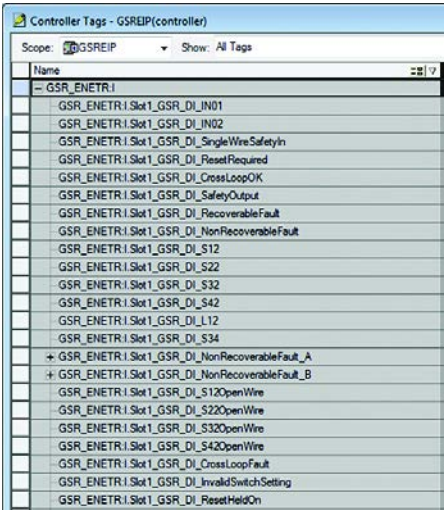 Controller Tags - GSREIP(controller)
Scope: GSREIP Show: All Tags
Name
GSR_ENETR:I
GSR_ENETR:I.Slot1_GSR_DI_IN01
GSR_ENETR:I.Slot1_GSR_DI_IN02
GSR_ENETR:I.Slot1_GSR_DI_SingleWireSafetyIn
GSR_ENETR:I.Slot1_GSR_DI_ResetRequired
GSR_ENETR:I.Slot1_GSR_DI_CrossLoopOK
GSR_ENETR:I.Slot1_GSR_DI_SafetyOutput
GSR_ENETR:I.Slot1_GSR_DI_RecoverableFault
GSR_ENETR:I.Slot1_GSR_DI_NonRecoverableFault
GSR_ENETR:I.Slot1_GSR_DI_S12
GSR_ENETR:I.Slot1_GSR_DI_S22
GSR_ENETR:I.Slot1_GSR_DI_S32
GSR_ENETR:I.Slot1_GSR_DI_S42
GSR_ENETR:I.Slot1_GSR_DI_L12
GSR_ENETR:I.Slot1_GSR_DI_S34
GSR_ENETR:I.Slot1_GSR_DI_NonRecoverableFault_A
GSR_ENETR:I.Slot1_GSR_DI_NonRecoverableFault_B
GSR_ENETR:I.Slot1_GSR_DI_S12OpenWire
GSR_ENETR:I.Slot1_GSR_DI_S22OpenWire
GSR_ENETR:I.Slot1_GSR_DI_S32OpenWire
GSR_ENETR:I.Slot1_GSR_DI_S42OpenWire
GSR_ENETR:I.Slot1_GSR_DI_CrossLoopFault
GSR_ENETR:I.Slot1_GSR_DI_InvalidSwitchSetting
GSR_ENETR:I.Slot1_GSR_DI_ResetHeldOn